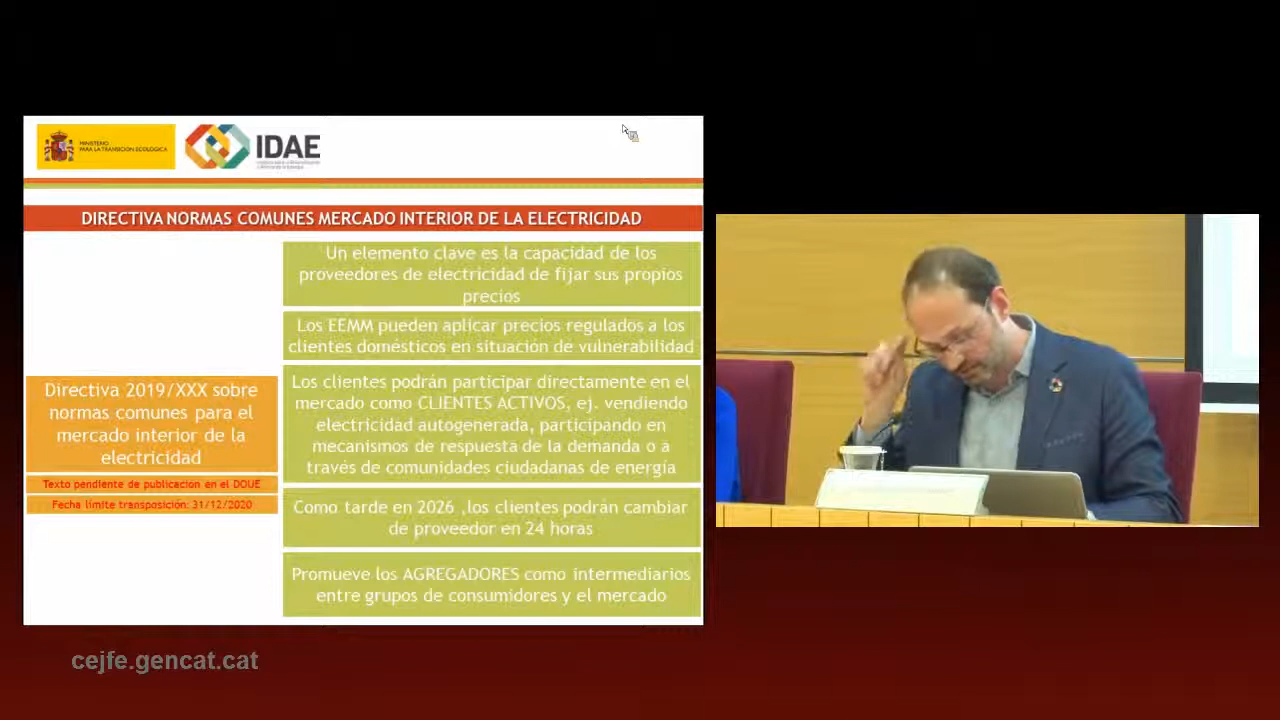 MINISTERIO
PARA LA TRANSICIÓN ECOLÓGICA
IDAE
DIRECTIVA NORMAS COMUNES MERCADO INTERIOR DE LA ELECTRICIDAD
Directiva 2019/XXX sobre
normas comunes para el
mercado interior de la
electricidad
Texto pendiente de publicacion en el DOUE
Fecha límite transposición: 31/12/2020
Un elemento clave es la capacidad de los
proveedores de electricidad de fijar sus propios
precios
Los EEMM pueden aplicar precios regulados a los
clientes domésticos en situación de vulnerabilidad
Los clientes podrán participar directamente en el
mercado como CLIENTES ACTIVOS, ej. vendiendo
electricidad autogenerada, participando en
mecanismos de respuesta de la demanda o a
través de comunidades ciudadanas de energía
Como tarde en 2026 ,los clientes podrán cambiar
de proveedor en 24 horas
Promueve los AGREGADORES como intermediarios
entre grupos de consumidores y el mercado
cejfe.gencat.cat